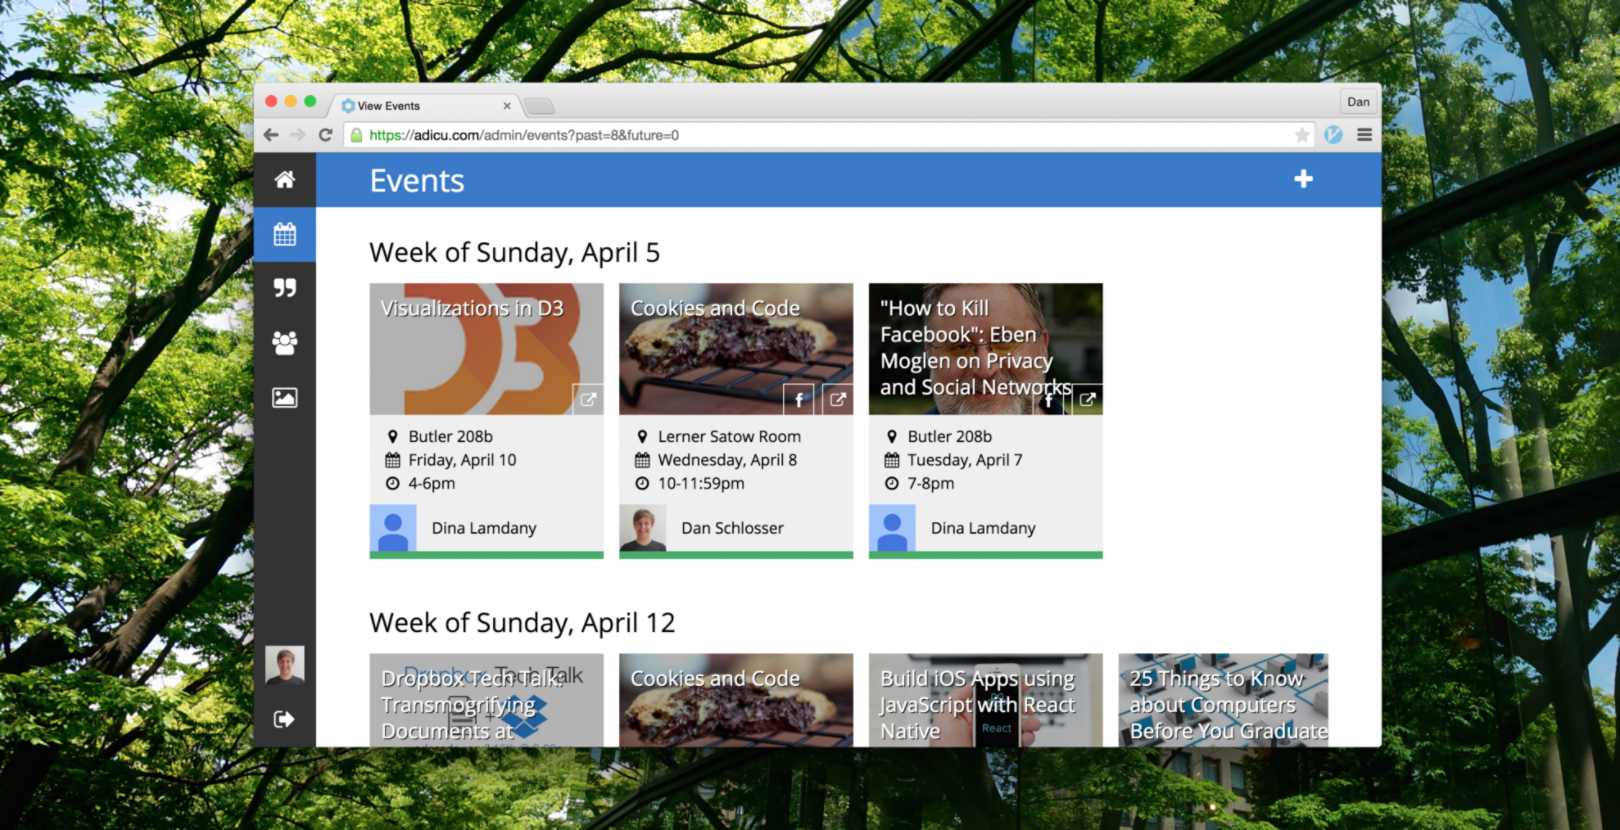 View Events
Dan
https://adicu.com/admin/events?past=8&future=0
Events
Week of Sunday, April 5
Visualizations in D3
Butler 208b
Friday, April 10
4-6pm
Dina Lamdany
Cookies and Code
Lerner Satow Room
Wednesday, April 8
10-11:59pm
Dan Schlosser
"How to Kill
Facebook": Eben
Moglen on Privacy
and Social Networks
Butler 208b
Tuesday, April 7
7-8pm
Dina Lamdany
Week of Sunday, April 12
Dropbox Tech Talk:
Transmogrifying
Documents at
Cookies and Code
Build iOS Apps using
JavaScript with React
Native
React
25 Things to Know
about Computers
Before You Graduate